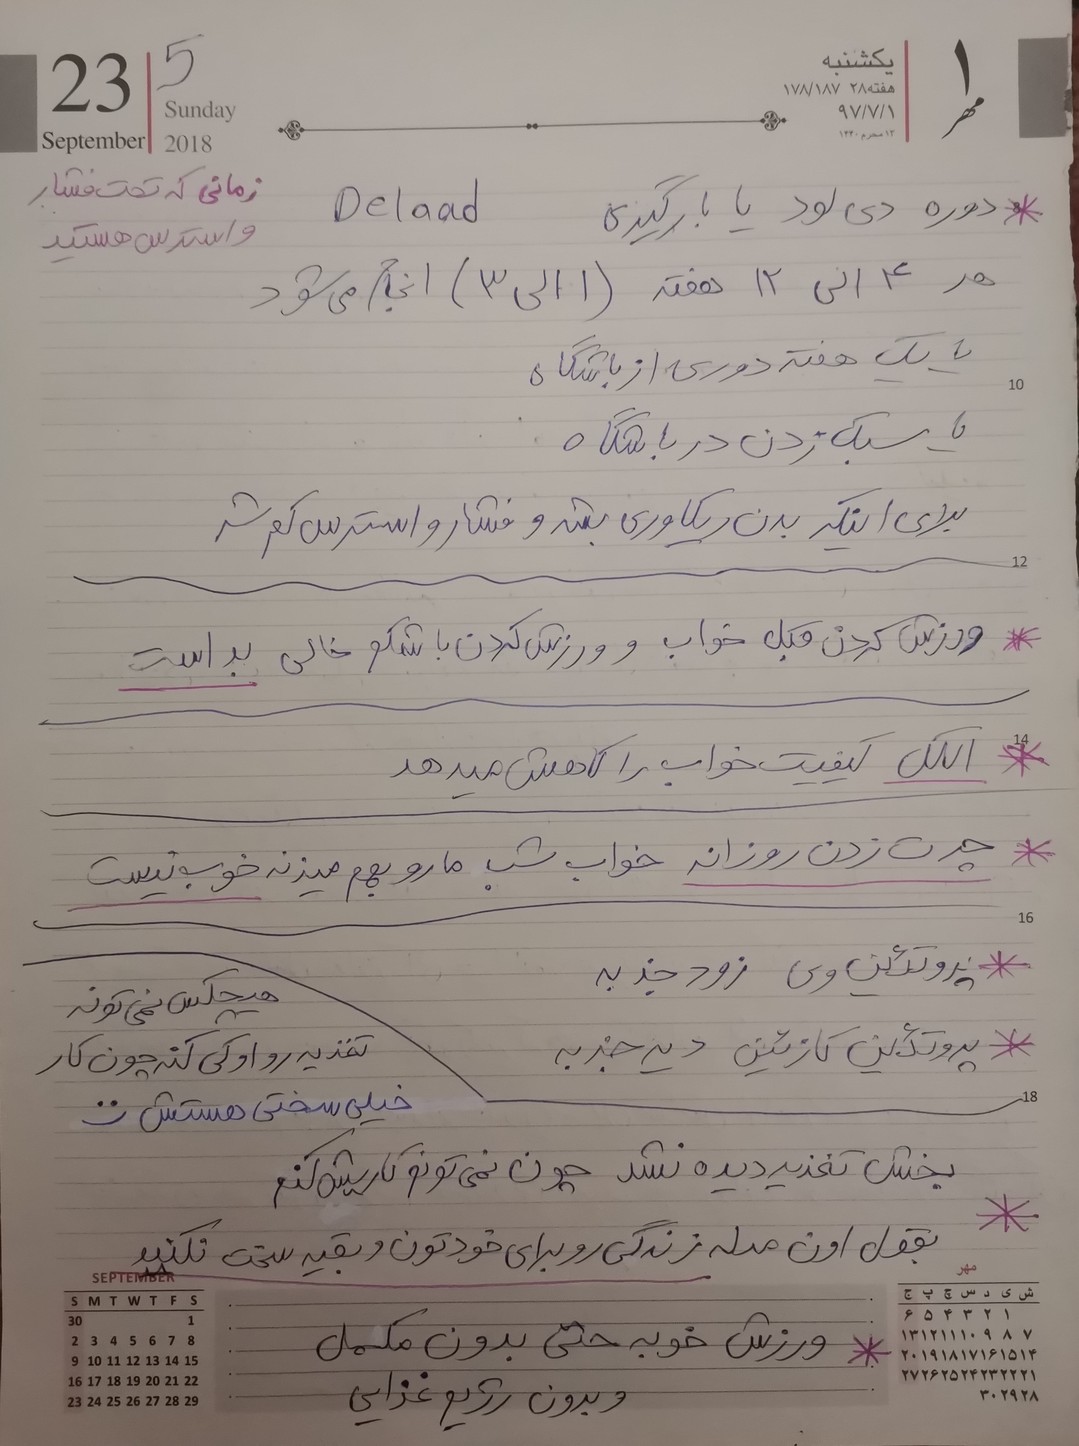 23
September
5
Sunday
2018
یکشنبه
هفته ۲۸ ۱۷۸/۱۸۷
۹۷/۷/۱
۱۲ محرم ۱۴۴۰
۱
مهر
زمانی که تحت فشار
و استرس هستید
* دوره دی لود یا بارگیری Delaad
هر ۴ الی ۱۲ هفته (۱ الی ۳) انجام می‌شود
یا یک هفته دوری از باشگاه
10
یا سبک زدن در باشگاه
برای اینکه بدن ریکاوری بشه و فشار و استرس کم شه
12
* ورزش کردن قبل خواب و ورزش کردن با شکم خالی بد است
14
* الکل کیفیت خواب را کاهش میدهد
* چرت زدن روزانه خواب شب مارو بهم میزنه خوب نیست
16
* پروتئین وی زود جذبه
* پروتئین کازئین دیر جذبه
هیچکس نمی‌تونه
تغذیه رو اوکی کنه چون کار
خیلی سختی هستش
18
بخش تغذیه دیده نشد چون نمی‌تونم کاریش کنم
* بقول اون مدله زندگی رو برای خودتون و بقیه سخت نکنید
* ورزش خوبه حتی بدون مکمل
و بدون رژیم غذایی
SEPTEMBER
S M T W T F S
30 1
2 3 4 5 6 7 8
9 10 11 12 13 14 15
16 17 18 19 20 21 22
23 24 25 26 27 28 29
مهر
ش ی د س چ پ ج
۱ ۲ ۳ ۴ ۵ ۶
۷ ۸ ۹ ۱۰ ۱۱ ۱۲ ۱۳
۱۴ ۱۵ ۱۶ ۱۷ ۱۸ ۱۹ ۲۰
۲۱ ۲۲ ۲۳ ۲۴ ۲۵ ۲۶ ۲۷
۲۸ ۲۹ ۳۰